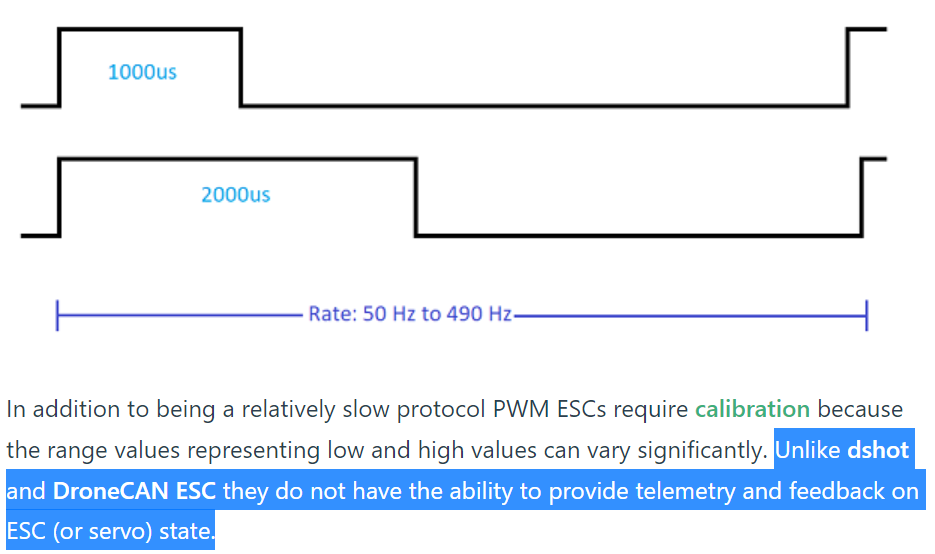 1000us
2000us
Rate: 50 Hz to 490 Hz
In addition to being a relatively slow protocol PWM ESCs require calibration because
the range values representing low and high values can vary significantly. Unlike dshot
and DroneCAN ESC they do not have the ability to provide telemetry and feedback on
ESC (or servo) state.